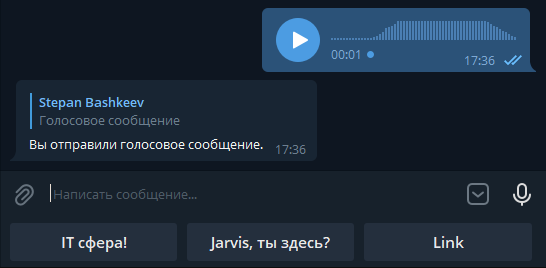 00:01
17:36
Stepan Bashkeev
Голосовое сообщение
Вы отправили голосовое сообщение.
17:36
Написать сообщение...
IT сфера!
Jarvis, ты здесь?
Link